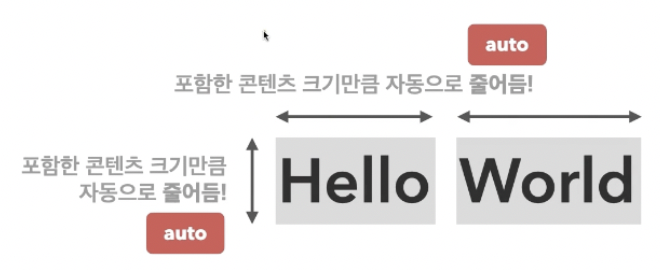 auto
포함한 콘텐츠 크기만큼 자동으로 줄어듬!
포함한 콘텐츠 크기만큼
자동으로 줄어듬!
auto
Hello World